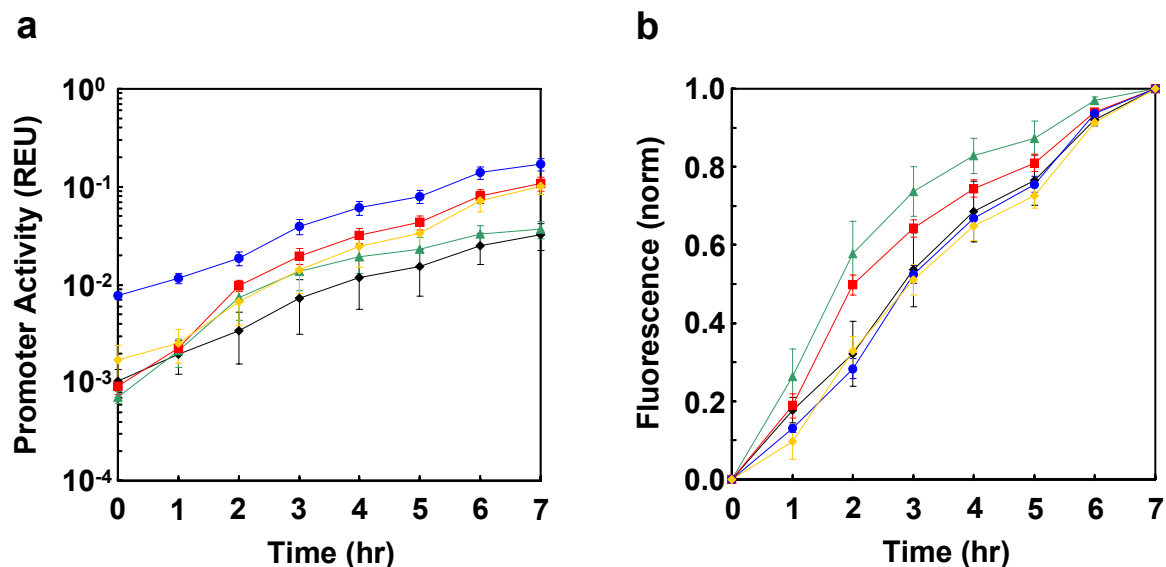 a
Promoter Activity (REU)
10⁰
10⁻¹
10⁻²
10⁻³
10⁻⁴
0 1 2 3 4 5 6 7
Time (hr)
b
Fluorescence (norm)
1.0
0.8
0.6
0.4
0.2
0.0
0 1 2 3 4 5 6 7
Time (hr)